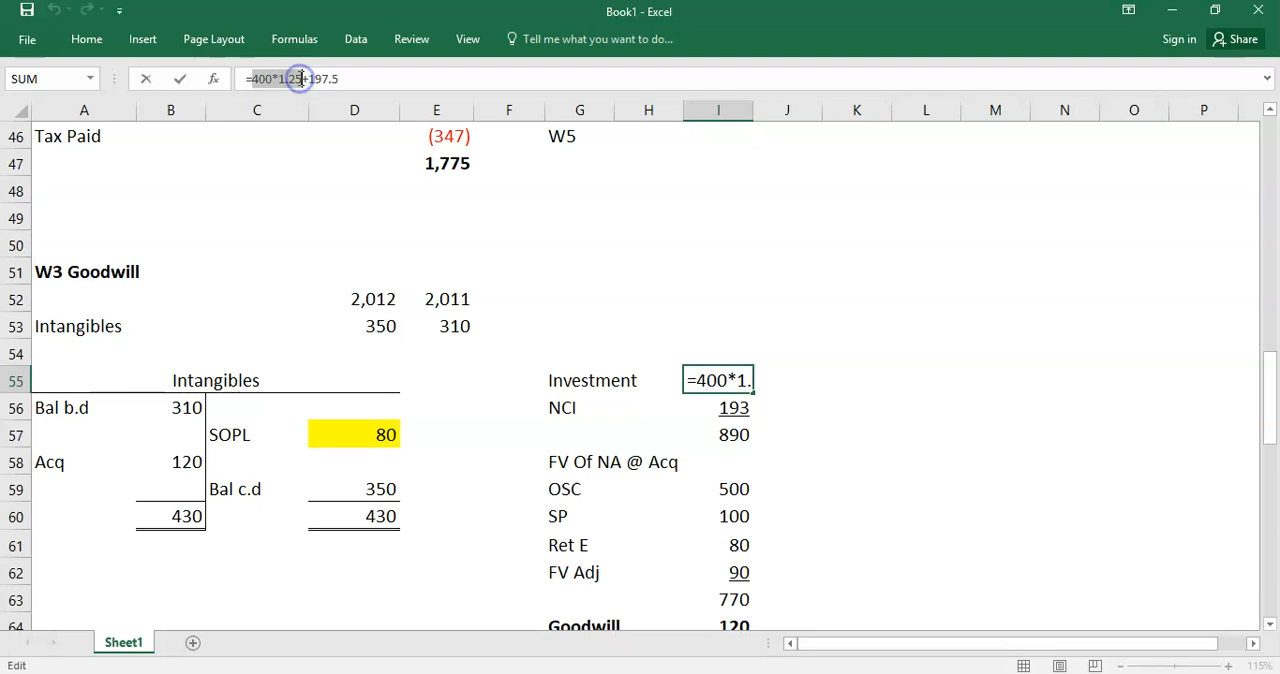 Book1 - Excel
File Home Insert Page Layout Formulas Data Review View Tell me what you want to do... Sign in Share
SUM =400*1.25+197.5
A B C D E F G H I J K L M N O P
46 Tax Paid (347) W5
47 1,775
48
49
50
51 W3 Goodwill
52 2,012 2,011
53 Intangibles 350 310
54
55 Intangibles Investment =400*1.
56 Bal b.d 310 NCI 193
57 SOPL 80 890
58 Acq 120 FV Of NA @ Acq
59 Bal c.d 350 OSC 500
60 430 430 SP 100
61 Ret E 80
62 FV Adj 90
63 770
64 Goodwill 120
Sheet1
Edit 115%